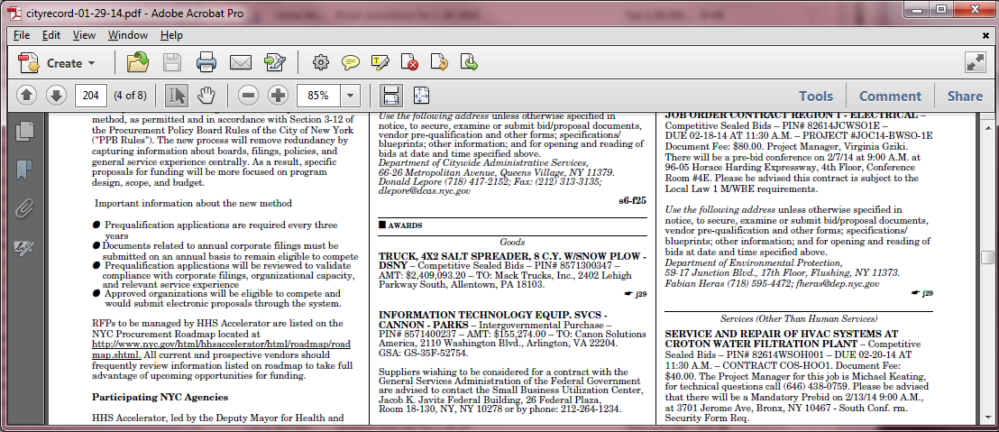 cityrecord-01-29-14.pdf - Adobe Acrobat Pro
File Edit View Window Help
Create
204 (4 of 8) 85% Tools Comment Share
method, as permitted and in accordance with Section 3-12 of
the Procurement Policy Board Rules of the City of New York
("PPB Rules"). The new process will remove redundancy by
capturing information about boards, filings, policies, and
general service experience centrally. As a result, specific
proposals for funding will be more focused on program
design, scope, and budget.
Important information about the new method
● Prequalification applications are required every three
years
● Documents related to annual corporate filings must be
submitted on an annual basis to remain eligible to compete
● Prequalification applications will be reviewed to validate
compliance with corporate filings, organizational capacity,
and relevant service experience
● Approved organizations will be eligible to compete and
would submit electronic proposals through the system.
RFPs to be managed by HHS Accelerator are listed on the
NYC Procurement Roadmap located at
http://www.nyc/html/hhsaccelerator/html/roadmap/road
map.shtml. All current and prospective vendors should
frequently review information listed on roadmap to take full
advantage of upcoming opportunities for funding.
Participating NYC Agencies
HHS Accelerator, led by the Deputy Mayor for Health and
Use the following address unless otherwise specified in
notice, to secure, examine or submit bid/proposal documents,
vendor pre-qualification and other forms; specifications/
blueprints; other information; and for opening and reading of
bids at date and time specified above.
Department of Citywide Administrative Services,
66-26 Metropolitan Avenue, Queens Village, NY 11379.
Donald Lepore (718) 417-2152; Fax: (212) 313-3135;
dlepore@dcas.nyc.gov
s6-f25
■ AWARDS
Goods
TRUCK, 4X2 SALT SPREADER, 8 C.Y. W/SNOW PLOW -
DSNY – Competitive Sealed Bids – PIN# 8571300347 –
AMT: $2,409,093.20 – TO: Mack Trucks, Inc., 2402 Lehigh
Parkway South, Allentown, PA 18103.
☛ j29
INFORMATION TECHNOLOGY EQUIP. SVCS -
CANNON - PARKS – Intergovernmental Purchase –
PIN# 8571400237 – AMT: $155,274.00 – TO: Canon Solutions
America, 2110 Washington Blvd., Arlington, VA 22204.
GSA: GS-35F-52754.
Suppliers wishing to be considered for a contract with the
General Services Administration of the Federal Government
are advised to contact the Small Business Utilization Center,
Jacob K. Javits Federal Building, 26 Federal Plaza,
Room 18-130, NY, NY 10278 or by phone: 212-264-1234.
JOB ORDER CONTRACT REGION 1 - ELECTRICAL –
Competitive Sealed Bids – PIN# 82614JCWSO1E –
DUE 02-18-14 AT 11:30 A.M. – PROJECT #JOC14-BWSO-1E
Document Fee: $80.00. Project Manager, Virginia Gziki.
There will be a pre-bid conference on 2/7/14 at 9:00 A.M. at
96-05 Horace Harding Expressway, 4th Floor, Conference
Room #4E. Please be advised this contract is subject to the
Local Law 1 M/WBE requirements.
Use the following address unless otherwise specified in
notice, to secure, examine or submit bid/proposal documents,
vendor pre-qualification and other forms; specifications/
blueprints; other information; and for opening and reading of
bids at date and time specified above.
Department of Environmental Protection,
59-17 Junction Blvd., 17th Floor, Flushing, NY 11373.
Fabian Heras (718) 595-4472; fheras@dep.nyc.gov
☛ j29
Services (Other Than Human Services)
SERVICE AND REPAIR OF HVAC SYSTEMS AT
CROTON WATER FILTRATION PLANT – Competitive
Sealed Bids – PIN# 82614WSOH001 – DUE 02-20-14 AT
11:30 A.M. – CONTRACT COS-HOO1. Document Fee:
$40.00. The Project Manager for this job is Michael Keating,
for technical questions call (646) 438-0759. Please be advised
that there will be a Mandatory Prebid on 2/13/14 9:00 A.M.,
at 3701 Jerome Ave, Bronx, NY 10467 - South Conf. rm.
Security Form Req.